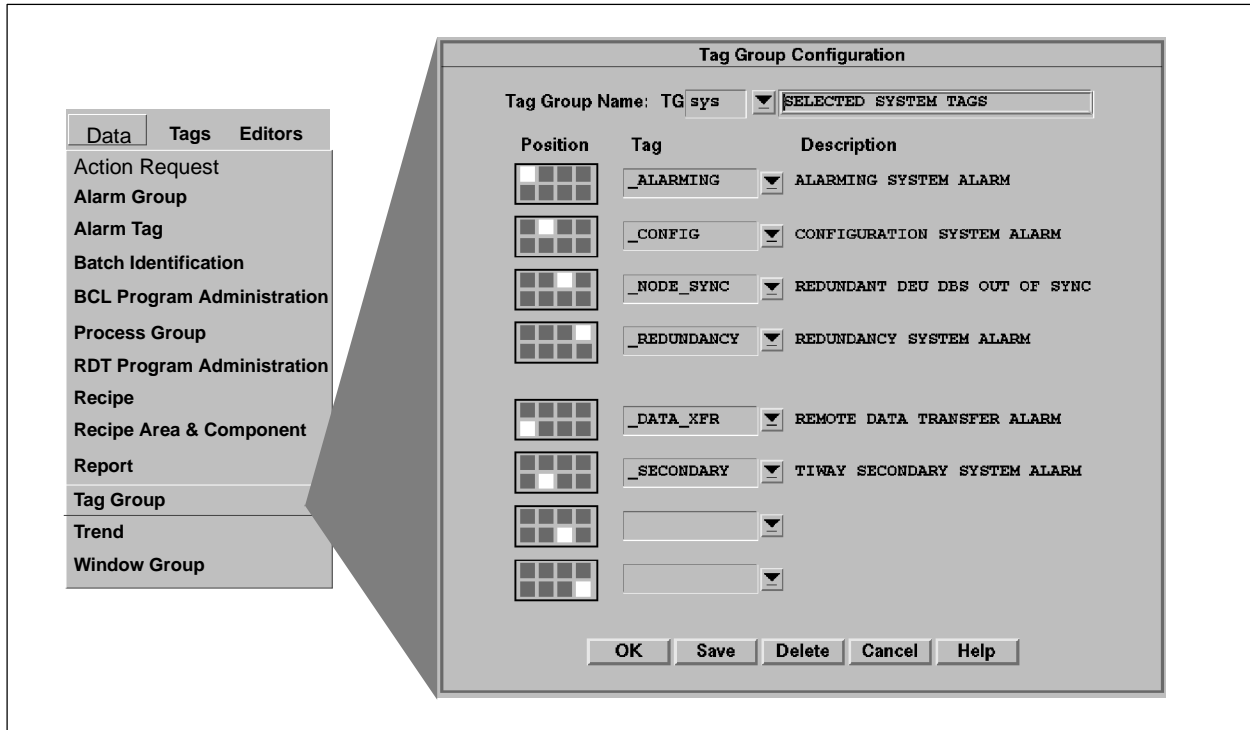 Data Tags Editors
Action Request
Alarm Group
Alarm Tag
Batch Identification
BCL Program Administration
Process Group
RDT Program Administration
Recipe
Recipe Area & Component
Report
Tag Group
Trend
Window Group
Tag Group Configuration
Tag Group Name: TG sys SELECTED SYSTEM TAGS
Position Tag Description
_ALARMING ALARMING SYSTEM ALARM
_CONFIG CONFIGURATION SYSTEM ALARM
_NODE_SYNC REDUNDANT DEU DBS OUT OF SYNC
_REDUNDANCY REDUNDANCY SYSTEM ALARM
_DATA_XFR REMOTE DATA TRANSFER ALARM
_SECONDARY TIWAY SECONDARY SYSTEM ALARM
OK Save Delete Cancel Help